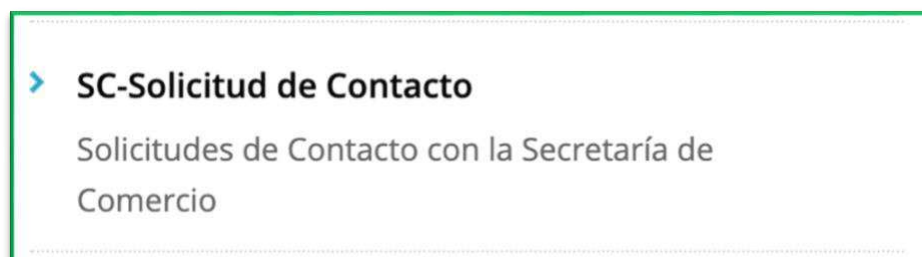 SC-Solicitud de Contacto
Solicitudes de Contacto con la Secretaría de
Comercio